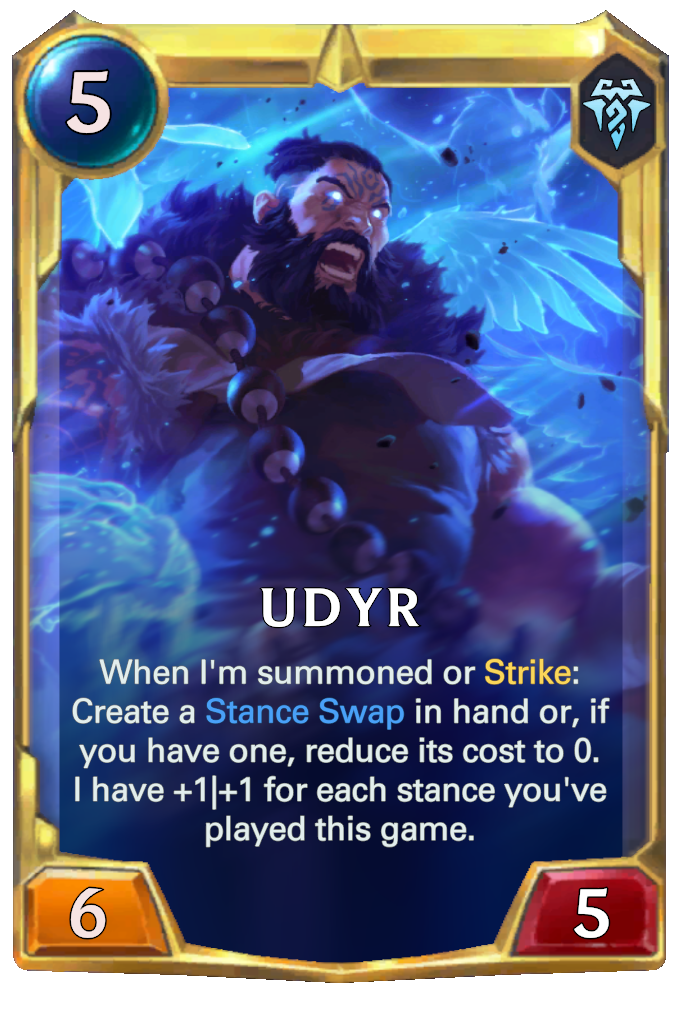 5
UDYR
When I'm summoned or Strike:
Create a Stance Swap in hand or, if
you have one, reduce its cost to 0.
I have +1|+1 for each stance you've
played this game.
6
5